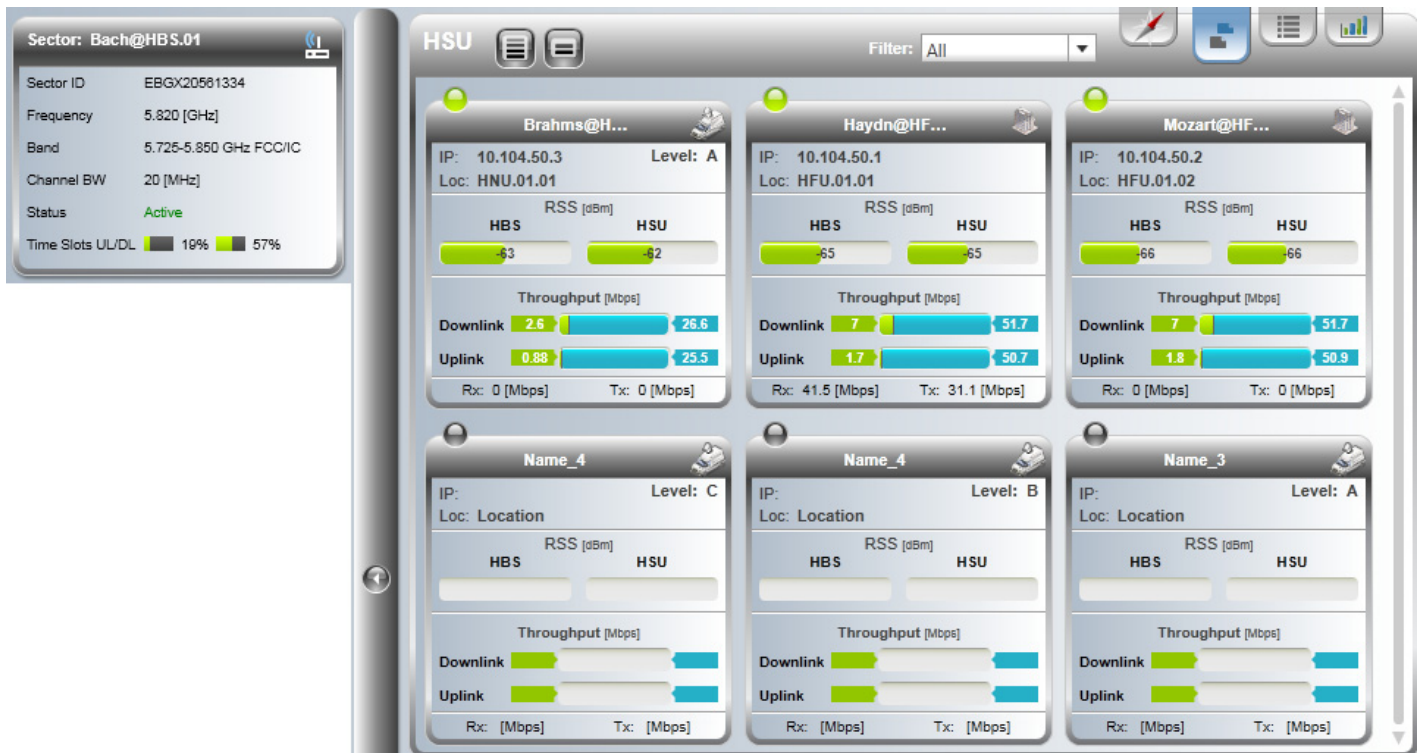 Sector: Bach@HBS.01
Sector ID EBGX20561334
Frequency 5.820 [GHz]
Band 5.725-5.850 GHz FCC/IC
Channel BW 20 [MHz]
Status Active
Time Slots UL/DL 19% 57%
HSU Filter: All
Brahms@H...
IP: 10.104.50.3 Level: A
Loc: HNU.01.01
RSS [dBm]
HBS HSU
-63 -62
Throughput [Mbps]
Downlink 2.6 26.6
Uplink 0.88 25.5
Rx: 0 [Mbps] Tx: 0 [Mbps]
Haydn@HF...
IP: 10.104.50.1
Loc: HFU.01.01
RSS [dBm]
HBS HSU
-65 -65
Throughput [Mbps]
Downlink 7 51.7
Uplink 1.7 50.7
Rx: 41.5 [Mbps] Tx: 31.1 [Mbps]
Mozart@HF...
IP: 10.104.50.2
Loc: HFU.01.02
RSS [dBm]
HBS HSU
-66 -66
Throughput [Mbps]
Downlink 7 51.7
Uplink 1.8 50.9
Rx: 0 [Mbps] Tx: 0 [Mbps]
Name_4
IP: Level: C
Loc: Location
RSS [dBm]
HBS HSU
Throughput [Mbps]
Downlink
Uplink
Rx: [Mbps] Tx: [Mbps]
Name_4
IP: Level: B
Loc: Location
RSS [dBm]
HBS HSU
Throughput [Mbps]
Downlink
Uplink
Rx: [Mbps] Tx: [Mbps]
Name_3
IP: Level: A
Loc: Location
RSS [dBm]
HBS HSU
Throughput [Mbps]
Downlink
Uplink
Rx: [Mbps] Tx: [Mbps]